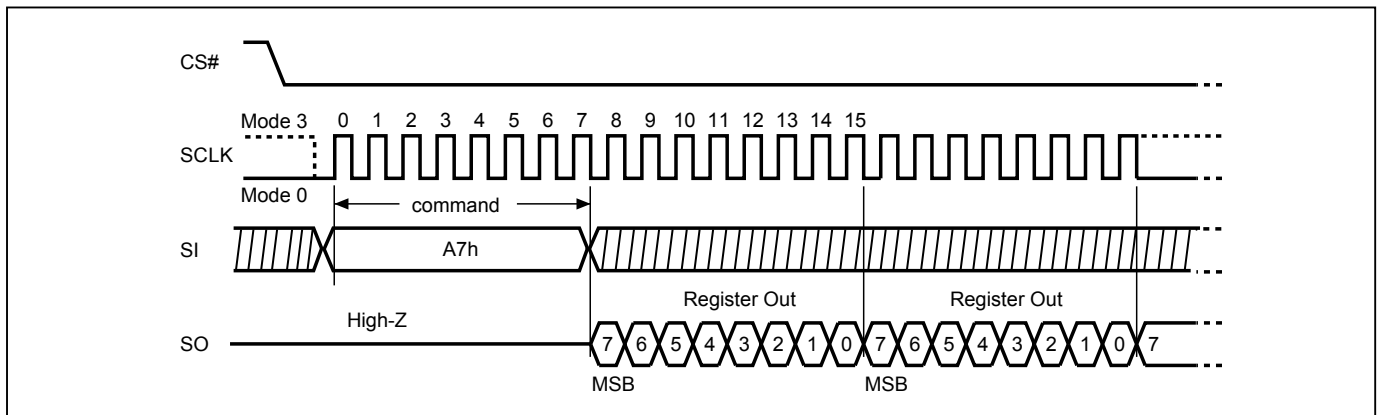 CS#
Mode 3
0 1 2 3 4 5 6 7 8 9 10 11 12 13 14 15
SCLK
Mode 0
command
SI
A7h
Register Out
Register Out
High-Z
SO
7 6 5 4 3 2 1 0 7 6 5 4 3 2 1 0 7
MSB
MSB